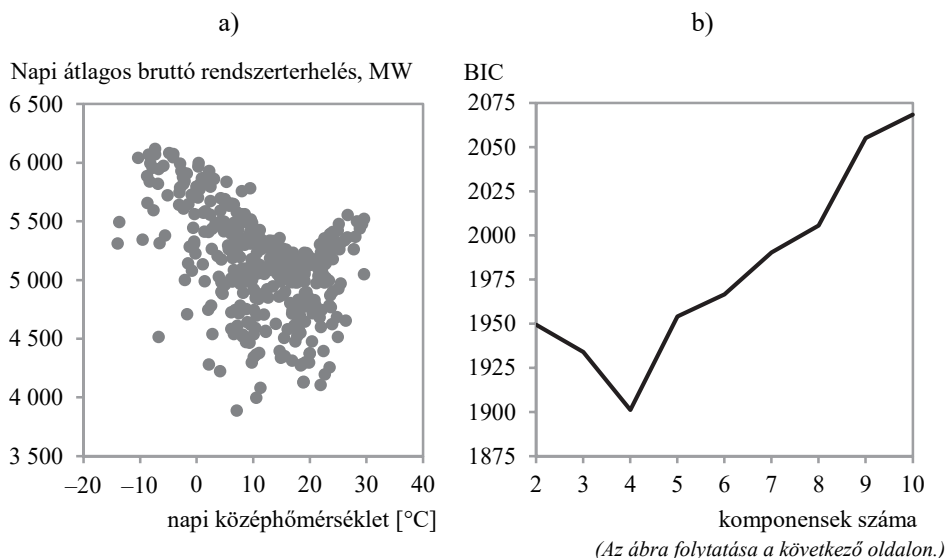 a)
Napi átlagos bruttó rendszerterhelés, MW
6 500
6 000
5 500
5 000
4 500
4 000
3 500
–20 –10 0 10 20 30 40
napi középhőmérséklet [°C]
b)
BIC
2075
2050
2025
2000
1975
1950
1925
1900
1875
2 3 4 5 6 7 8 9 10
komponensek száma
(Az ábra folytatása a következő oldalon.)